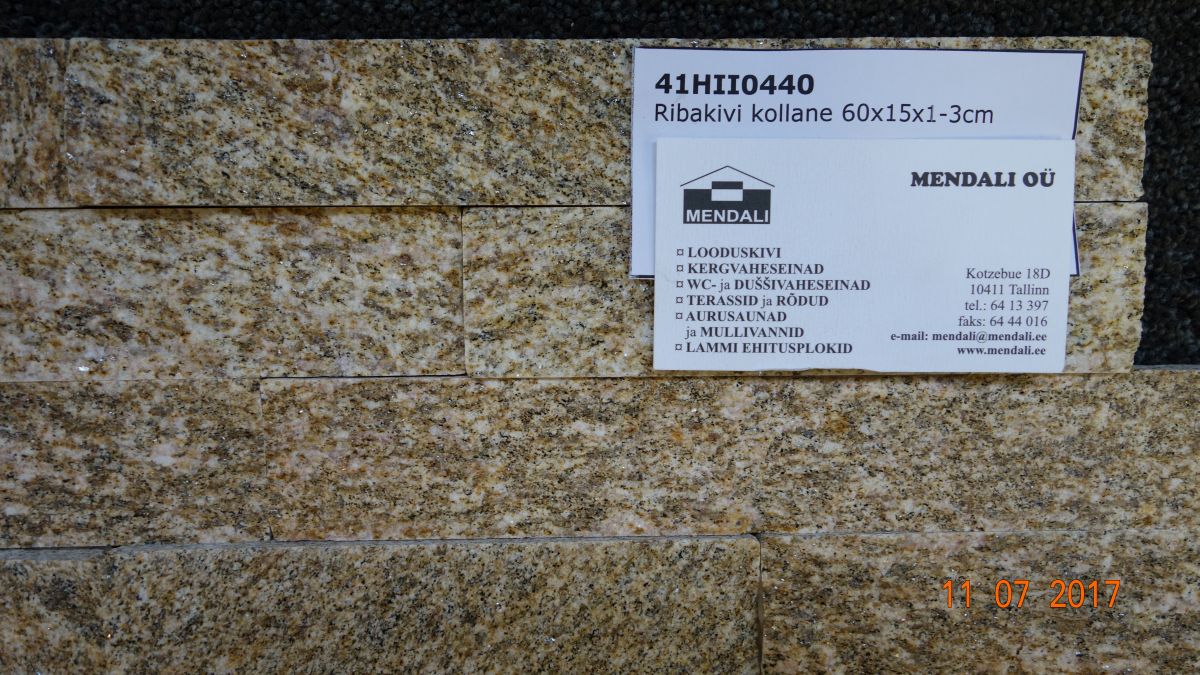 41HII0440
Ribakivi kollane 60x15x1-3cm
MENDALI
MENDALI OÜ
¤ LOODUSKIVI
¤ KERGVAHESEINAD
¤ WC- ja DUŠŠIVAHESEINAD
¤ TERASSID ja RÕDUD
¤ AURUSAUNAD
ja MULLIVANNID
¤ LAMMI EHITUSPLOKID
Kotzebue 18D
10411 Tallinn
tel.: 64 13 397
faks: 64 44 016
e-mail: mendali@mendali.ee
www.mendali.ee
11 07 2017